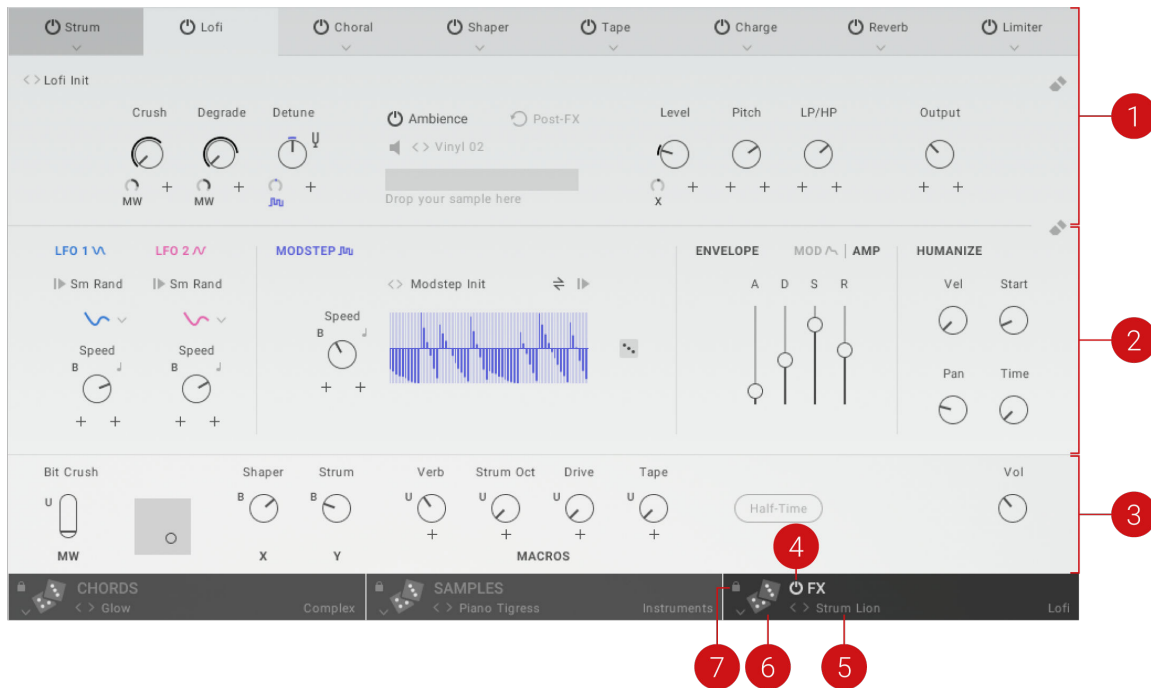 Strum Lofi Choral Shaper Tape Charge Reverb Limiter
< > Lofi Init
Crush Degrade Detune
Ambience Post-FX
Level Pitch LP/HP Output
< > Vinyl 02
+ + +
MW MW
Drop your sample here
+ + + + + + +
X
1
LFO 1 LFO 2 MODSTEP
ENVELOPE MOD | AMP HUMANIZE
Sm Rand Sm Rand
< > Modstep Init
A D S R
Vel Start
Speed
B
Speed Speed
B B
+ +
+ + + +
Pan Time
2
Bit Crush Shaper Strum Verb Strum Oct Drive Tape Vol
U B B U U U U
Half-Time
+ + + +
MW X Y MACROS
3
4
CHORDS
< > Glow Complex
SAMPLES
< > Piano Tigress Instruments
FX
< > Strum Lion Lofi
7 6 5